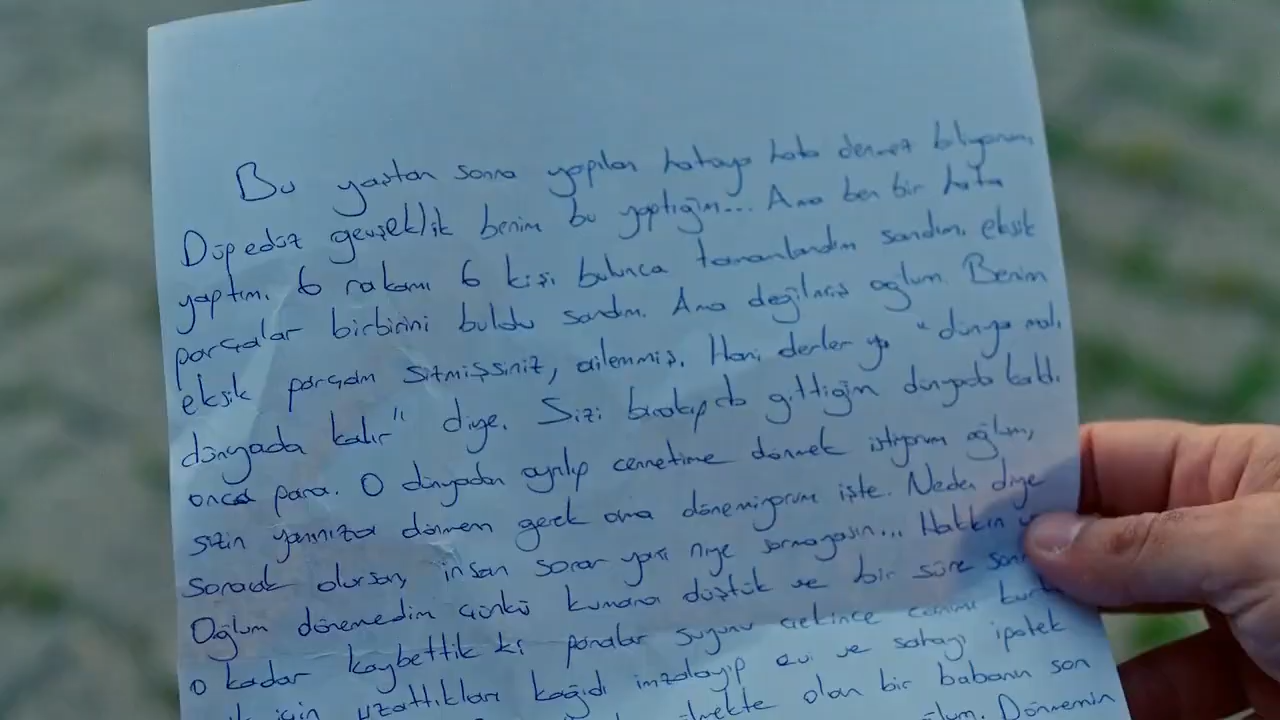 Bu yaştan sonra yapılan hataya hata denmez biliyorum,
Düpedüz gevşeklik benim bu yaptığım... Ama ben bir hata
yaptım. 6 rakamı 6 kişi bulunca tamamlandım sandım. eksik
parçalar birbirini buldu sandım. Ama değilmiş oğlum. Benim
eksik parçam sizmişsiniz, ailemmiş. Hani derler ya "dünya malı
dünyada kalır" diye. Sizi bırakıp da gittiğim dünyada kaldı
onca para. O dünyadan ayrılıp cennetime dönmek istiyorum oğlum,
sizin yanınıza dönmem gerek ama dönemiyorum işte. Neden diye
soracak olursan, insan sorar yani niye sormayasın... Hakkın
Oğlum dönemedim çünkü kumara düştük ve bir süre sonra
o kadar kaybettik ki paralar suyunu çekince canımı
için uzattıkları kağıdı imzalayıp evi ve sahayı ipotek
olan bir babanın son
Dönmemin